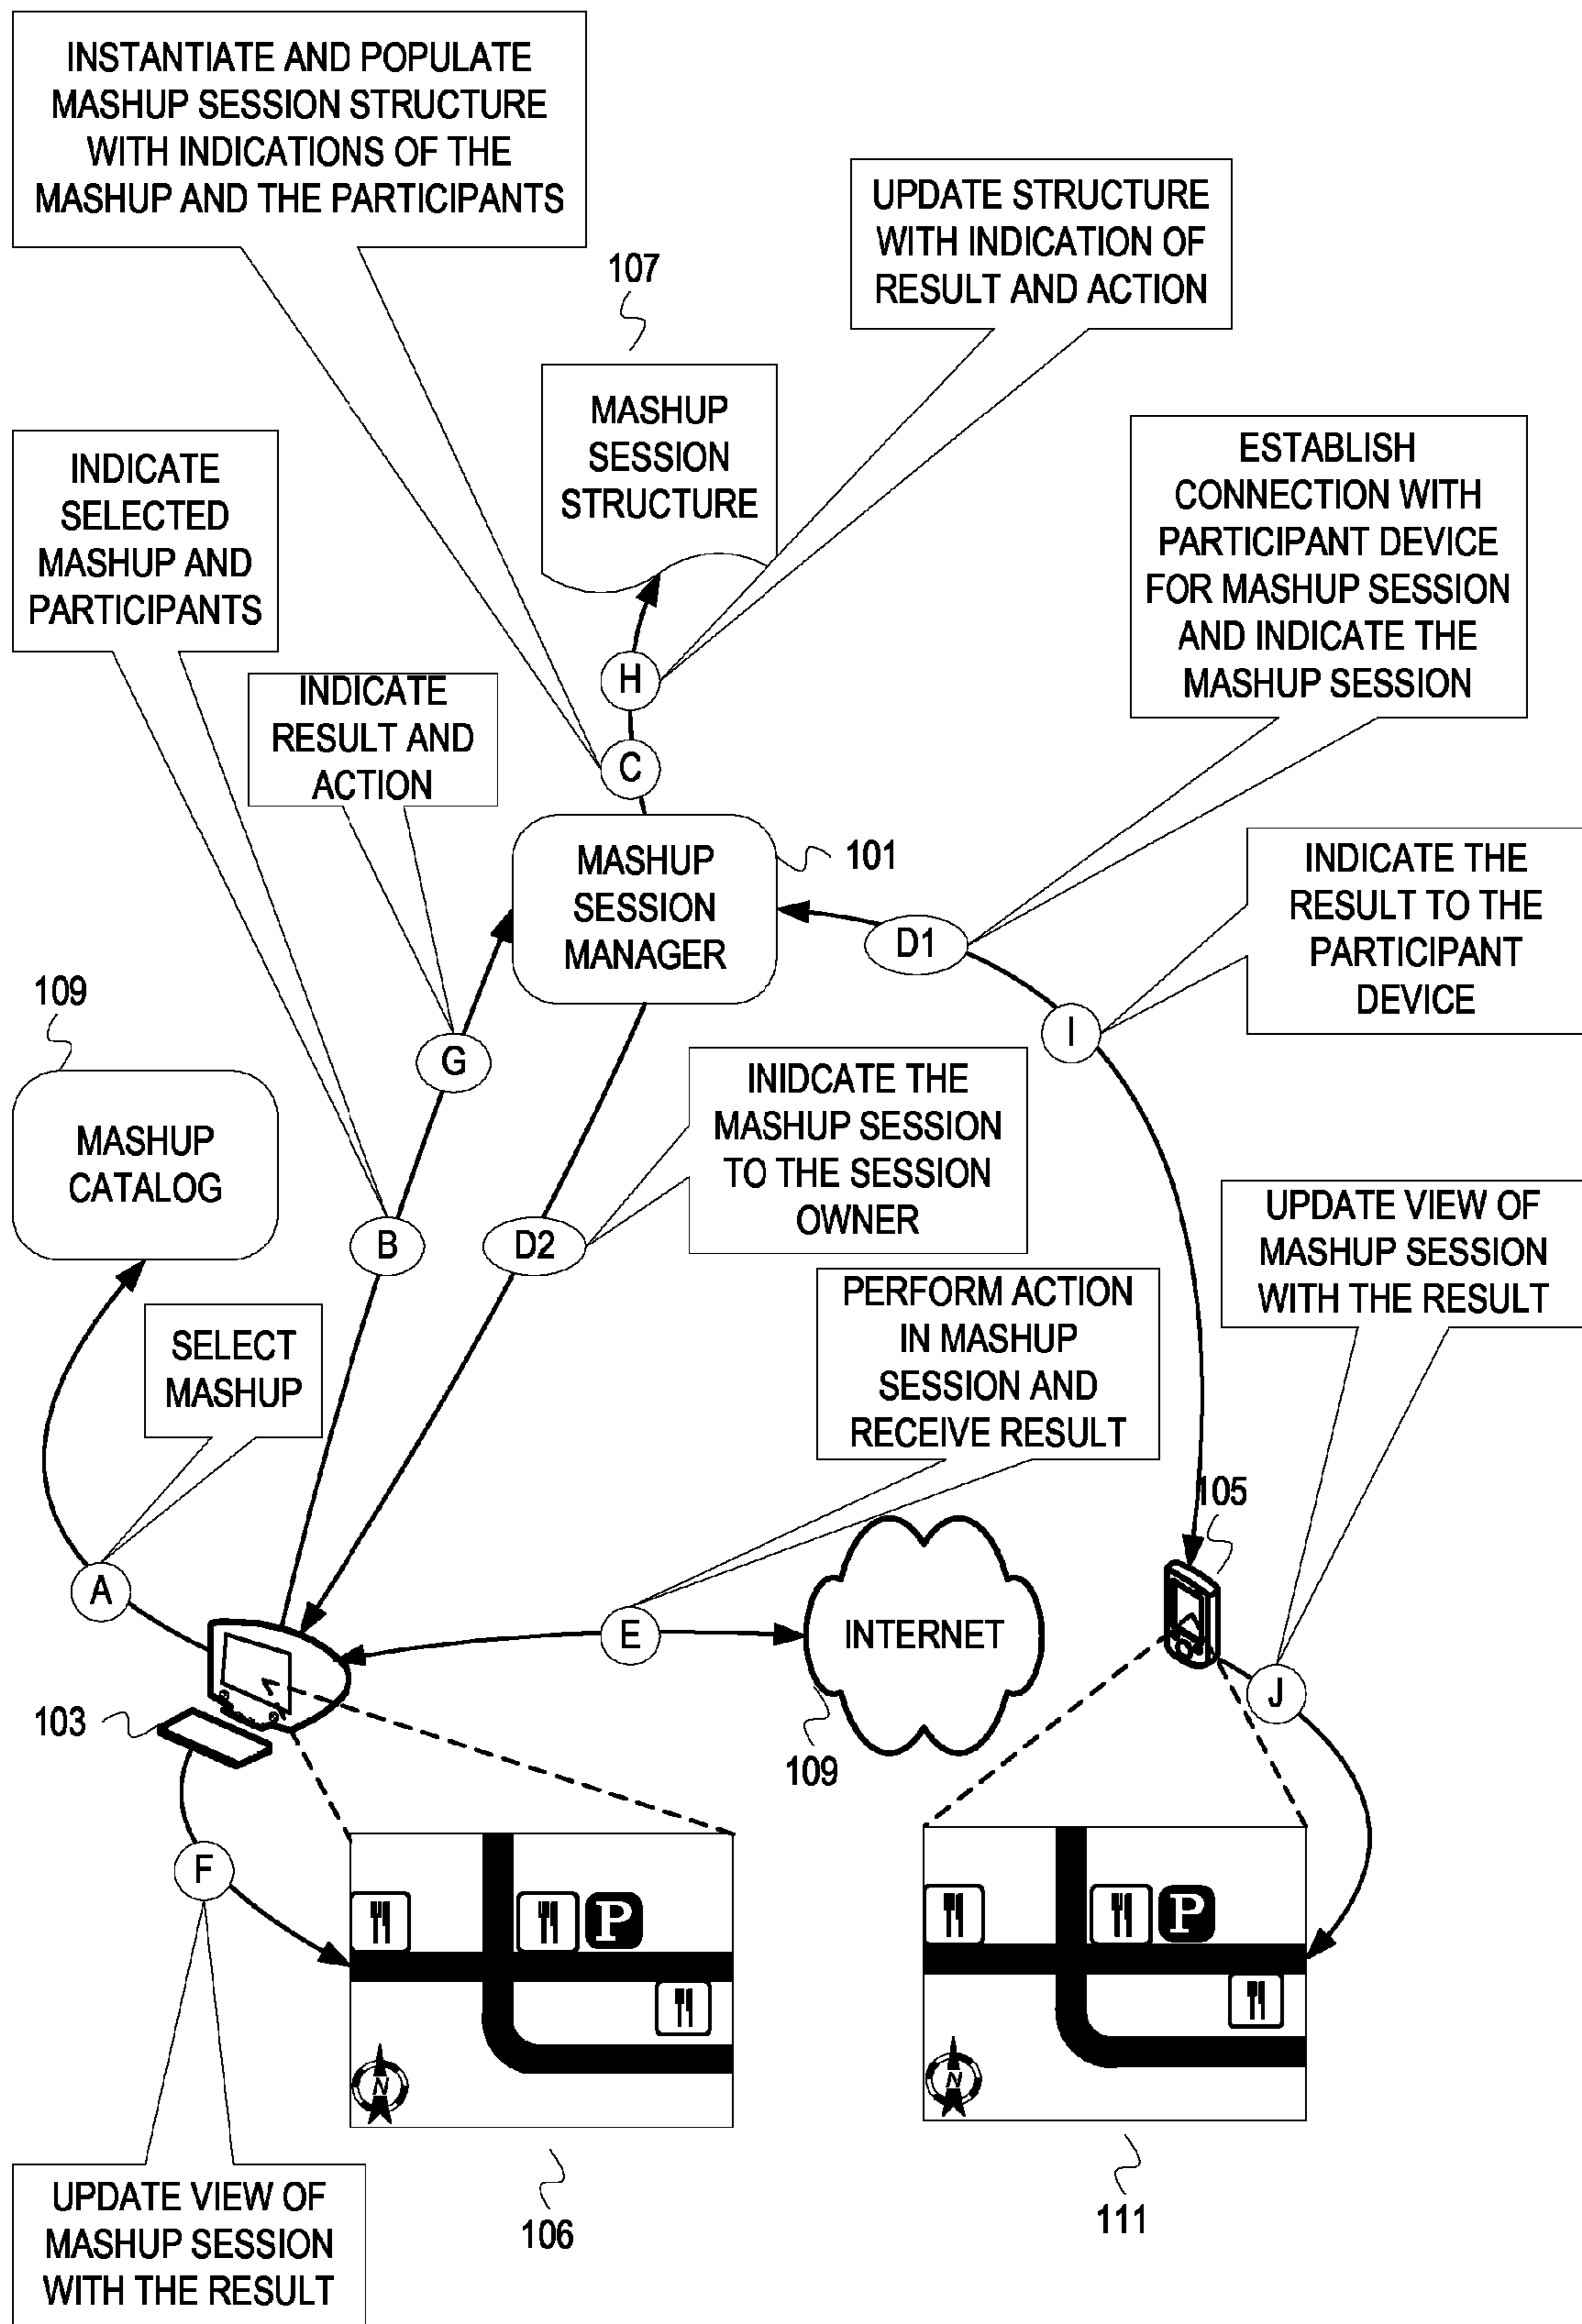 INSTANTIATE AND POPULATE
MASHUP SESSION STRUCTURE
WITH INDICATIONS OF THE
MASHUP AND THE PARTICIPANTS
UPDATE STRUCTURE
WITH INDICATION OF
RESULT AND ACTION
107
MASHUP
SESSION
STRUCTURE
INDICATE
SELECTED
MASHUP AND
PARTICIPANTS
ESTABLISH
CONNECTION WITH
PARTICIPANT DEVICE
FOR MASHUP SESSION
AND INDICATE THE
MASHUP SESSION
H
INDICATE
RESULT AND
ACTION
C
MASHUP
SESSION
MANAGER
101
INDICATE THE
RESULT TO THE
PARTICIPANT
DEVICE
D1
I
109
MASHUP
CATALOG
G
INIDCATE THE
MASHUP SESSION
TO THE SESSION
OWNER
B
D2
UPDATE VIEW OF
MASHUP SESSION
WITH THE RESULT
PERFORM ACTION
IN MASHUP
SESSION AND
RECEIVE RESULT
SELECT
MASHUP
105
A
E
INTERNET
J
103
109
F
P
P
N
N
106
111
UPDATE VIEW OF
MASHUP SESSION
WITH THE RESULT